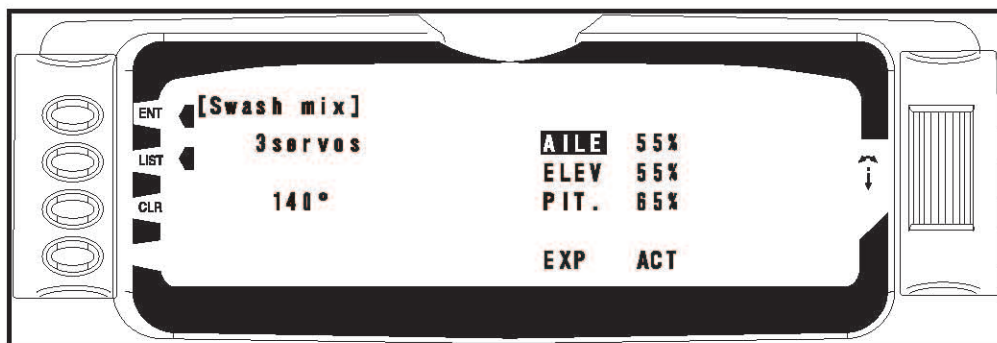 ENT
LIST
CLR
[Swash mix]
3servos
140°
AILE 55%
ELEV 55%
PIT. 65%
EXP ACT